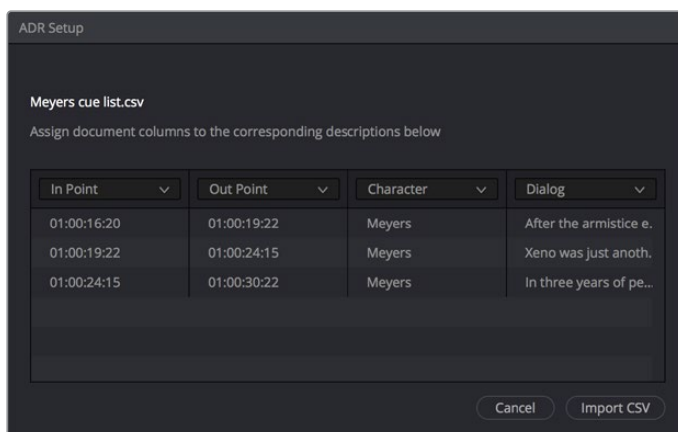 ADR Setup
Meyers cue list.csv
Assign document columns to the corresponding descriptions below
In Point Out Point Character Dialog
01:00:16:20 01:00:19:22 Meyers After the armistice e.
01:00:19:22 01:00:24:15 Meyers Xeno was just anoth.
01:00:24:15 01:00:30:22 Meyers In three years of pe...
Cancel Import CSV